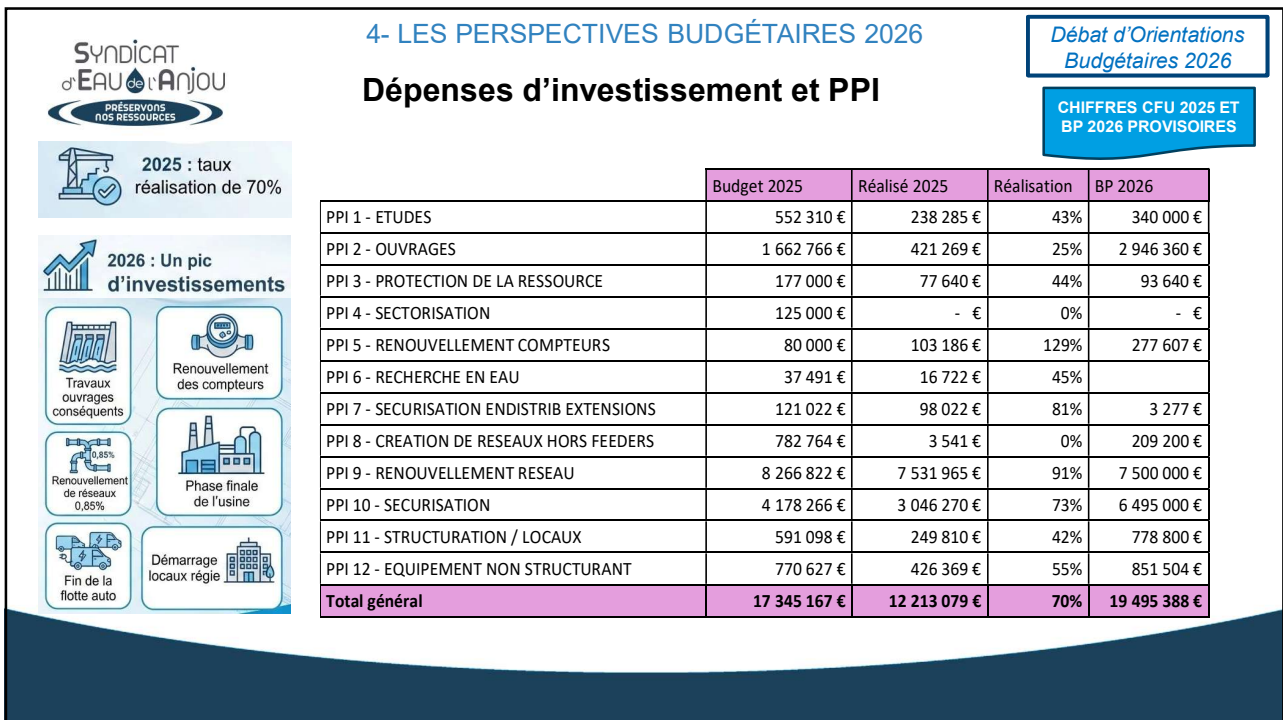 SYNDICAT
d'EAU de l'ANJOU
PRÉSERVONS
NOS RESSOURCES
4- LES PERSPECTIVES BUDGÉTAIRES 2026
Dépenses d'investissement et PPI
Débat d'Orientations
Budgétaires 2026
CHIFFRES CFU 2025 ET
BP 2026 PROVISOIRES
2025 : taux
réalisation de 70%
2026 : Un pic
d'investissements
Travaux
ouvrages
conséquents
Renouvellement
des compteurs
0,85%
Renouvellement
de réseaux
0,85%
Phase finale
de l'usine
Fin de la
flotte auto
Démarrage
locaux régie
Budget 2025 Réalisé 2025 Réalisation BP 2026
PPI 1 - ETUDES 552 310 € 238 285 € 43% 340 000 €
PPI 2 - OUVRAGES 1 662 766 € 421 269 € 25% 2 946 360 €
PPI 3 - PROTECTION DE LA RESSOURCE 177 000 € 77 640 € 44% 93 640 €
PPI 4 - SECTORISATION 125 000 € - € 0% - €
PPI 5 - RENOUVELLEMENT COMPTEURS 80 000 € 103 186 € 129% 277 607 €
PPI 6 - RECHERCHE EN EAU 37 491 € 16 722 € 45%
PPI 7 - SECURISATION ENDISTRIB EXTENSIONS 121 022 € 98 022 € 81% 3 277 €
PPI 8 - CREATION DE RESEAUX HORS FEEDERS 782 764 € 3 541 € 0% 209 200 €
PPI 9 - RENOUVELLEMENT RESEAU 8 266 822 € 7 531 965 € 91% 7 500 000 €
PPI 10 - SECURISATION 4 178 266 € 3 046 270 € 73% 6 495 000 €
PPI 11 - STRUCTURATION / LOCAUX 591 098 € 249 810 € 42% 778 800 €
PPI 12 - EQUIPEMENT NON STRUCTURANT 770 627 € 426 369 € 55% 851 504 €
Total général 17 345 167 € 12 213 079 € 70% 19 495 388 €